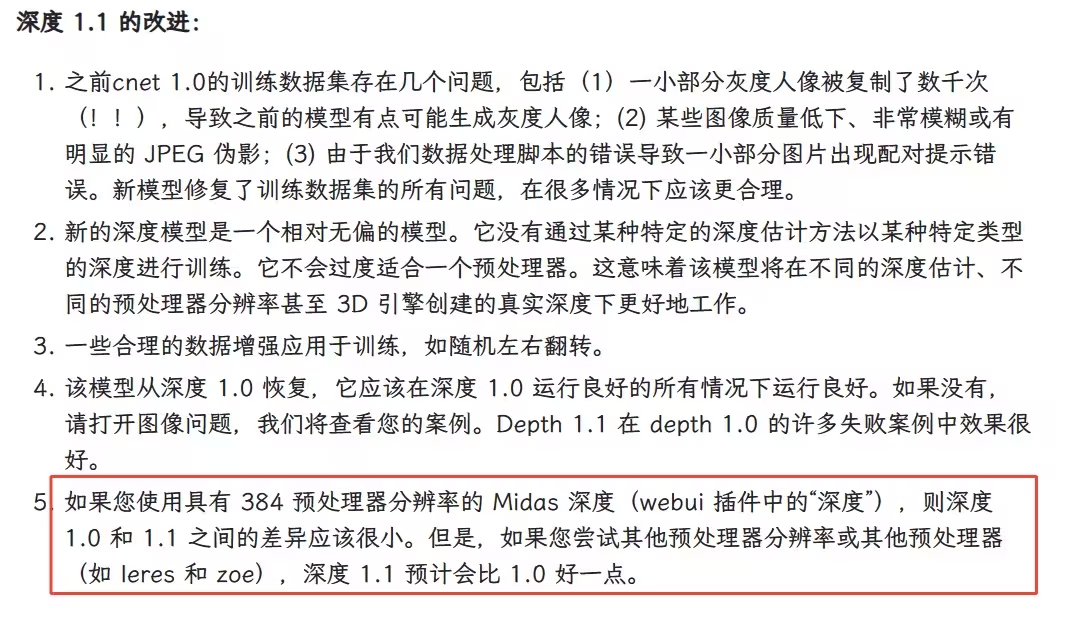 深度 1.1 的改进：
1. 之前cnet 1.0的训练数据集存在几个问题，包括（1）一小部分灰度人像被复制了数千次
（！！），导致之前的模型有点可能生成灰度人像；(2) 某些图像质量低下、非常模糊或有
明显的 JPEG 伪影；(3) 由于我们数据处理脚本的错误导致一小部分图片出现配对提示错
误。新模型修复了训练数据集的所有问题，在很多情况下应该更合理。
2. 新的深度模型是一个相对无偏的模型。它没有通过某种特定的深度估计方法以某种特定类型
的深度进行训练。它不会过度适合一个预处理器。这意味着该模型将在不同的深度估计、不
同的预处理器分辨率甚至 3D 引擎创建的真实深度下更好地工作。
3. 一些合理的数据增强应用于训练，如随机左右翻转。
4. 该模型从深度 1.0 恢复，它应该在深度 1.0 运行良好的所有情况下运行良好。如果没有，
请打开图像问题，我们将查看您的案例。Depth 1.1 在 depth 1.0 的许多失败案例中效果很
好。
5. 如果您使用具有 384 预处理器分辨率的 Midas 深度（webui 插件中的“深度”），则深度
1.0 和 1.1 之间的差异应该很小。但是，如果您尝试其他预处理器分辨率或其他预处理器
（如 leres 和 zoe），深度 1.1 预计会比 1.0 好一点。